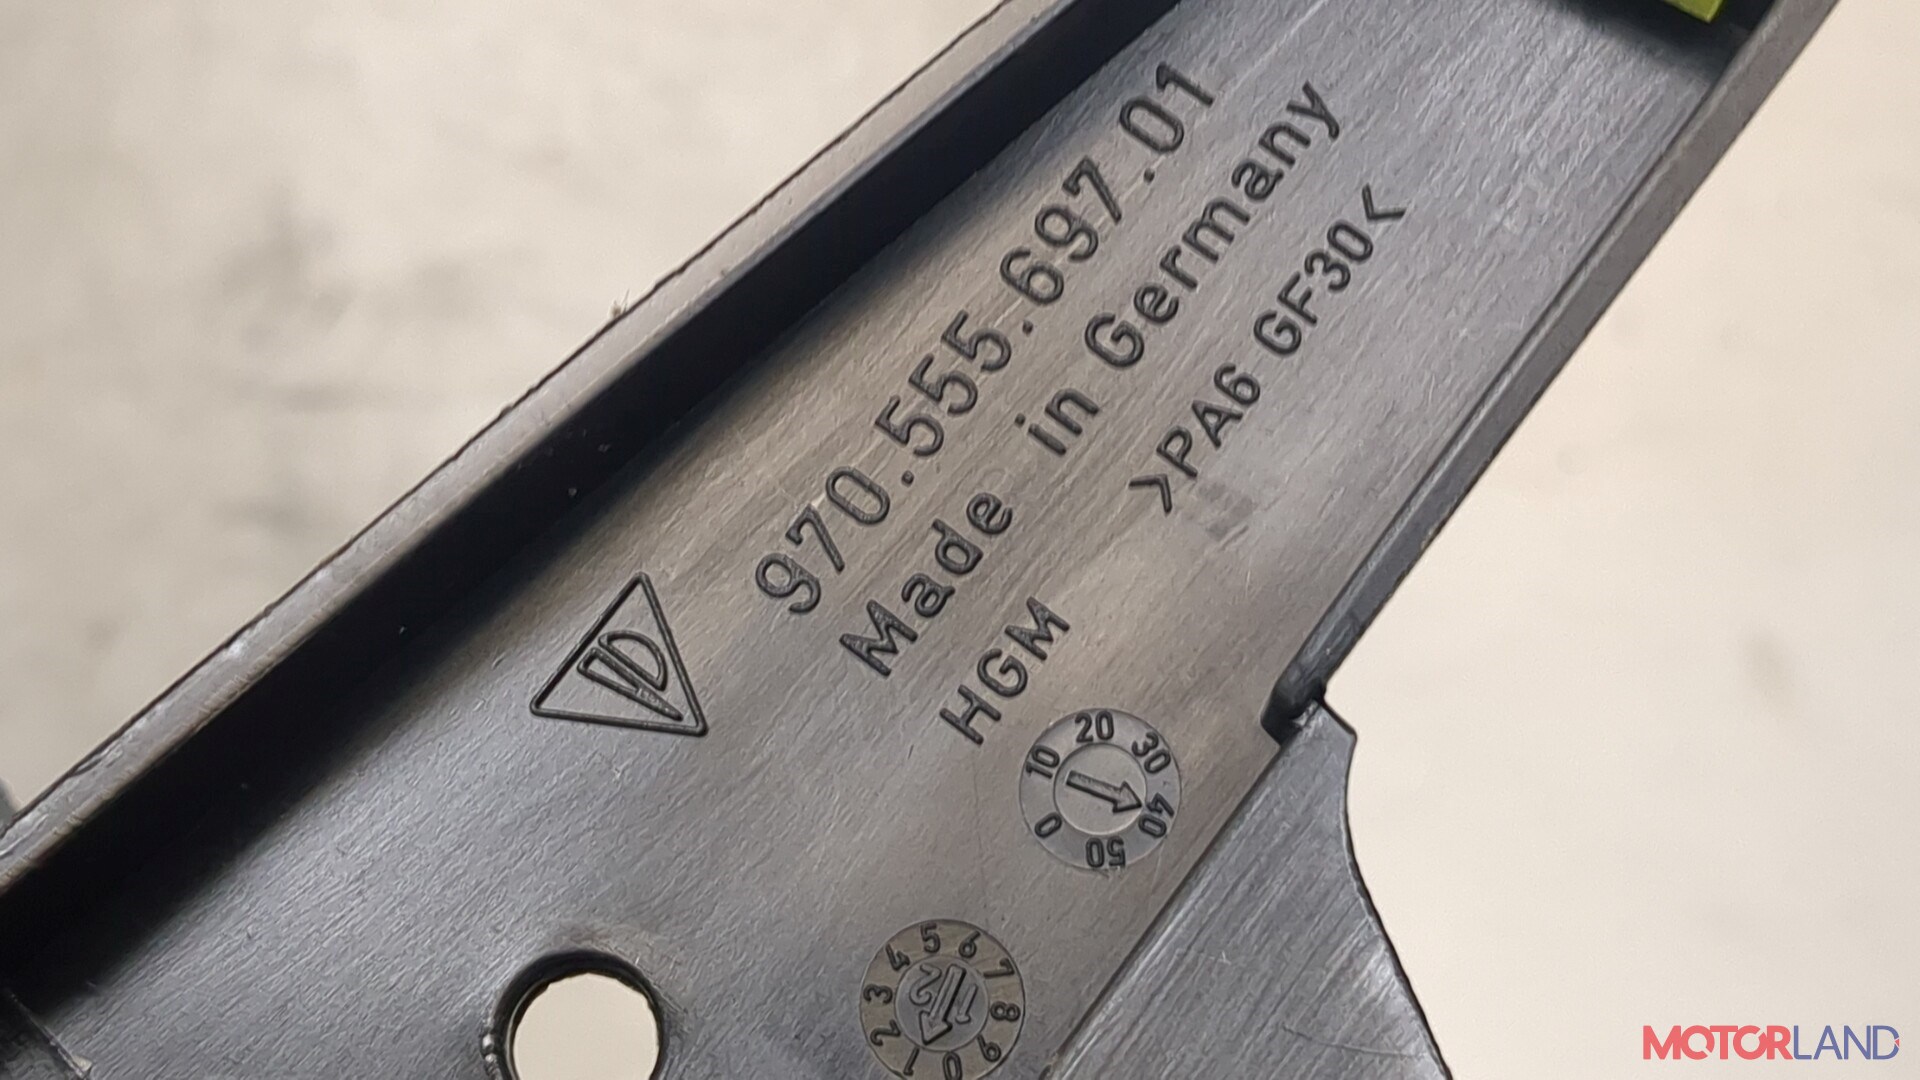 970.555.697.01
Made in Germany
HGM >PA6 GF30<
0 10 20 30 40 50
1 2 3 4 5 6 7 8 9 0
MOTORLAND